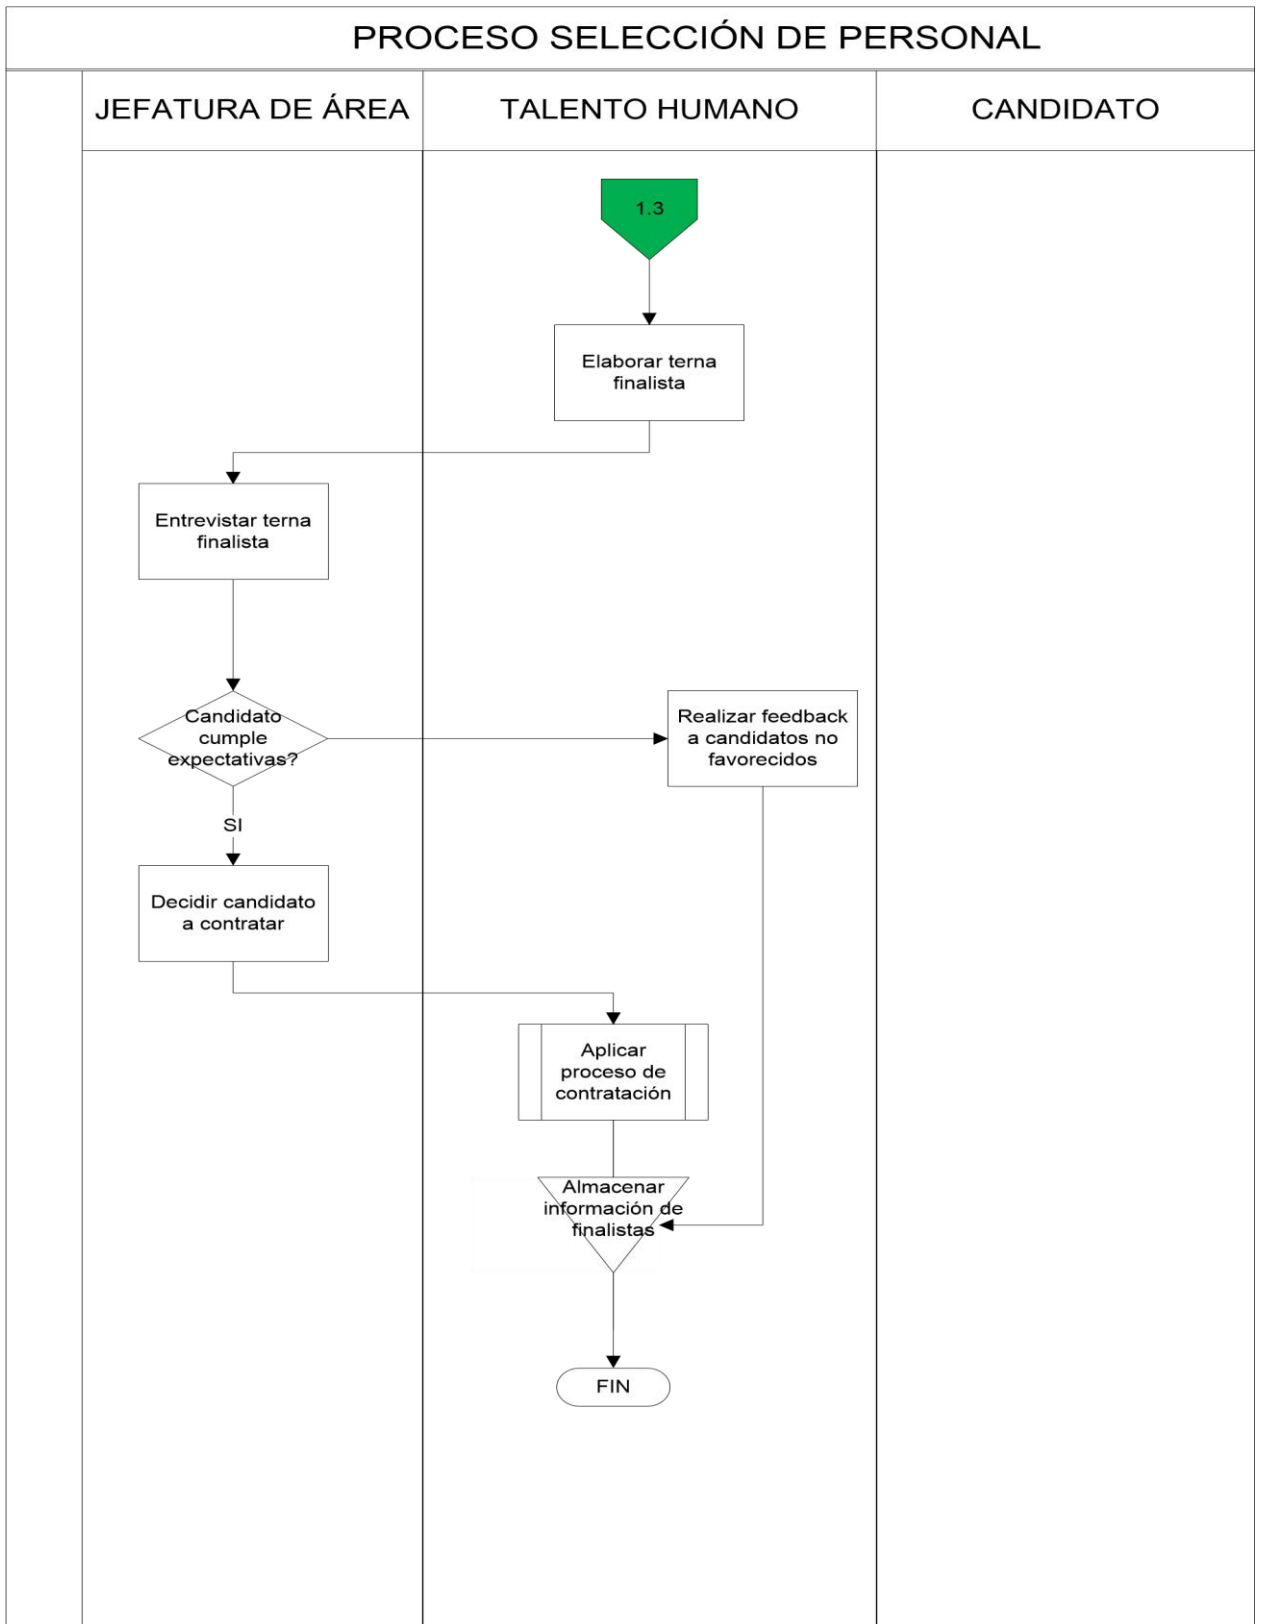 PROCESO SELECCIÓN DE PERSONAL
JEFATURA DE ÁREA
TALENTO HUMANO
CANDIDATO
1.3
Elaborar terna
finalista
Entrevistar terna
finalista
Candidato
cumple
expectativas?
Realizar feedback
a candidatos no
favorecidos
SI
Decidir candidato
a contratar
Aplicar
proceso de
contratación
Almacenar
información de
finalistas
FIN